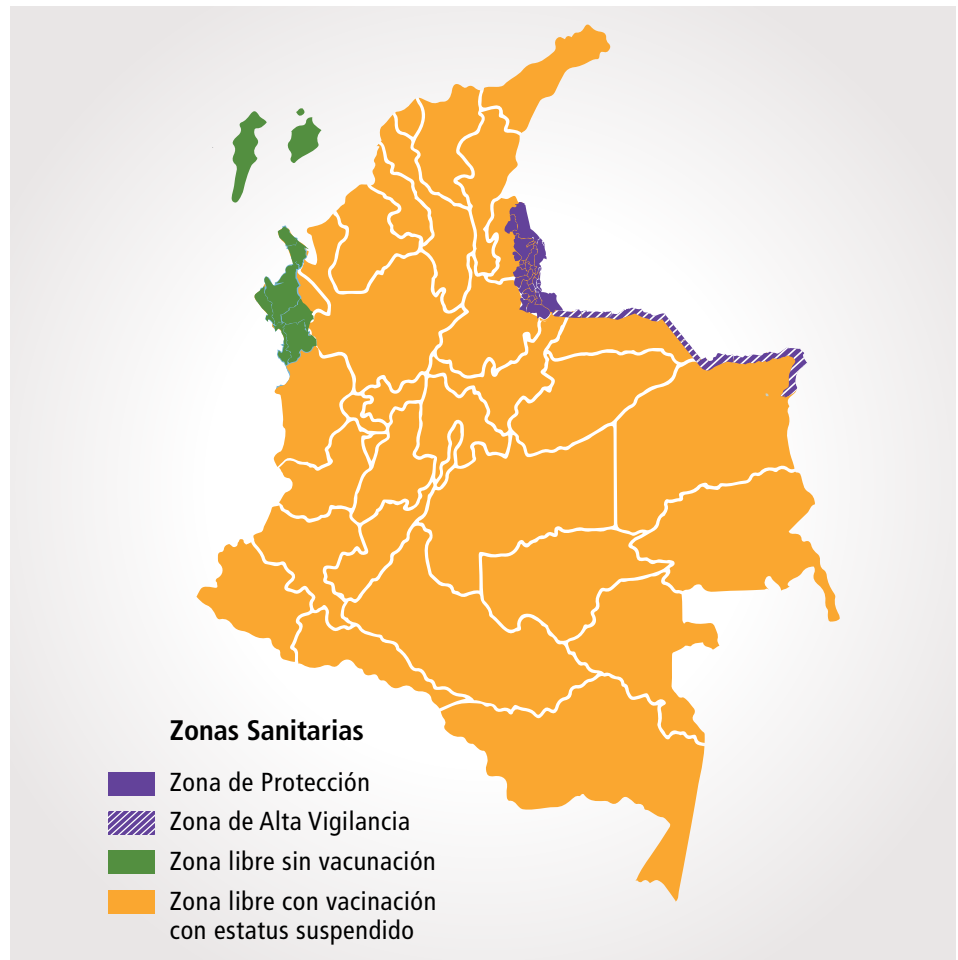 Zonas Sanitarias
Zona de Protección
Zona de Alta Vigilancia
Zona libre sin vacunación
Zona libre con vacinación
con estatus suspendido